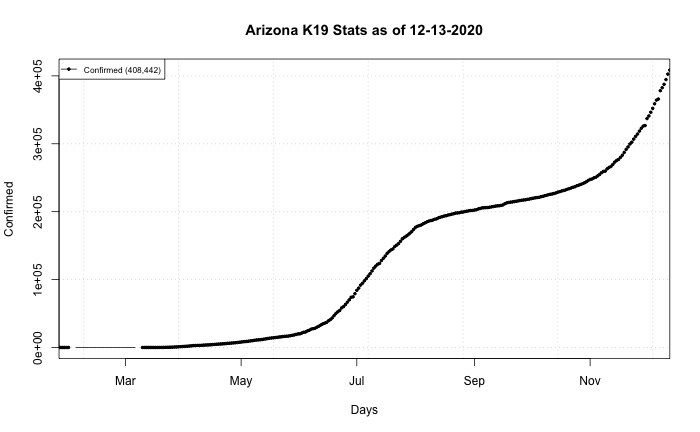 Arizona K19 Stats as of 12-13-2020
Confirmed (408,442)
4e+05
3e+05
2e+05
1e+05
0e+00
Confirmed
Mar May Jul Sep Nov
Days